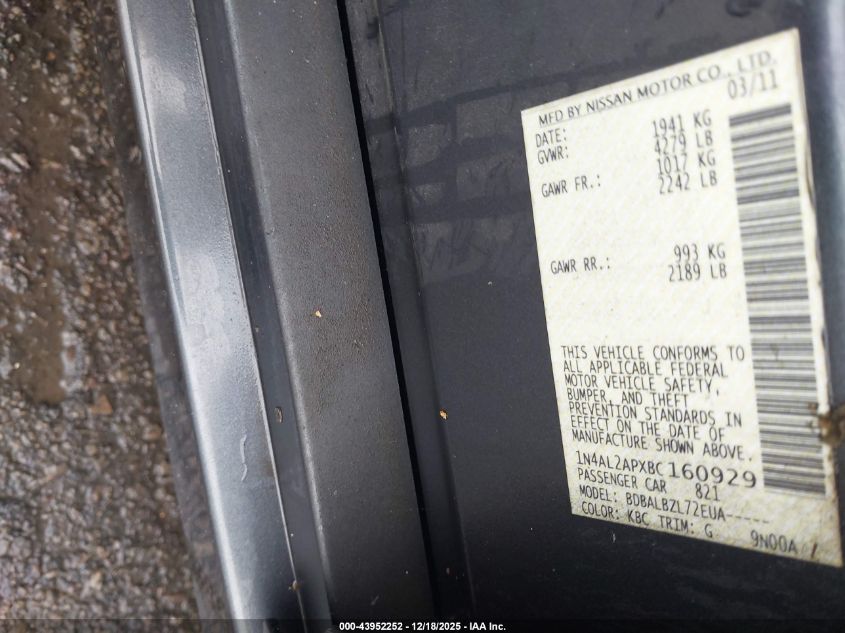 MFD BY NISSAN MOTOR CO., LTD.
DATE: 03/11
GVWR: 1941 KG
4279 LB
GAWR FR.: 1017 KG
2242 LB
GAWR RR.: 993 KG
2189 LB
THIS VEHICLE CONFORMS TO
ALL APPLICABLE FEDERAL
MOTOR VEHICLE SAFETY,
BUMPER, AND THEFT
PREVENTION STANDARDS IN
EFFECT ON THE DATE OF
MANUFACTURE SHOWN ABOVE.
1N4AL2APXBC160929
PASSENGER CAR 821
MODEL: BDBALBZL72EUA-----
COLOR: KBC TRIM: G 9N00A
000-43952252 - 12/18/2025 - IAA Inc.